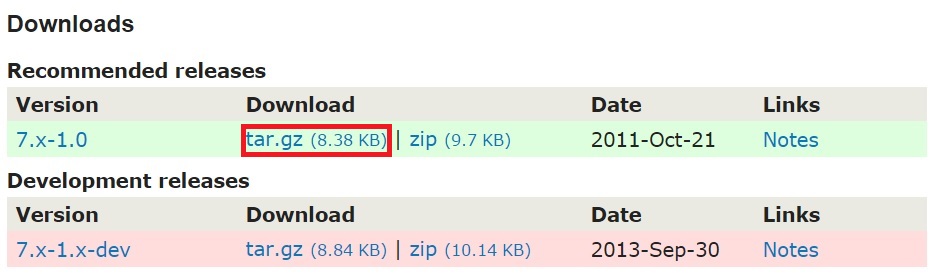 Downloads
Recommended releases
Version Download Date Links
7.x-1.0 tar.gz (8.38 KB) | zip (9.7 KB) 2011-Oct-21 Notes
Development releases
Version Download Date Links
7.x-1.x-dev tar.gz (8.84 KB) | zip (10.14 KB) 2013-Sep-30 Notes